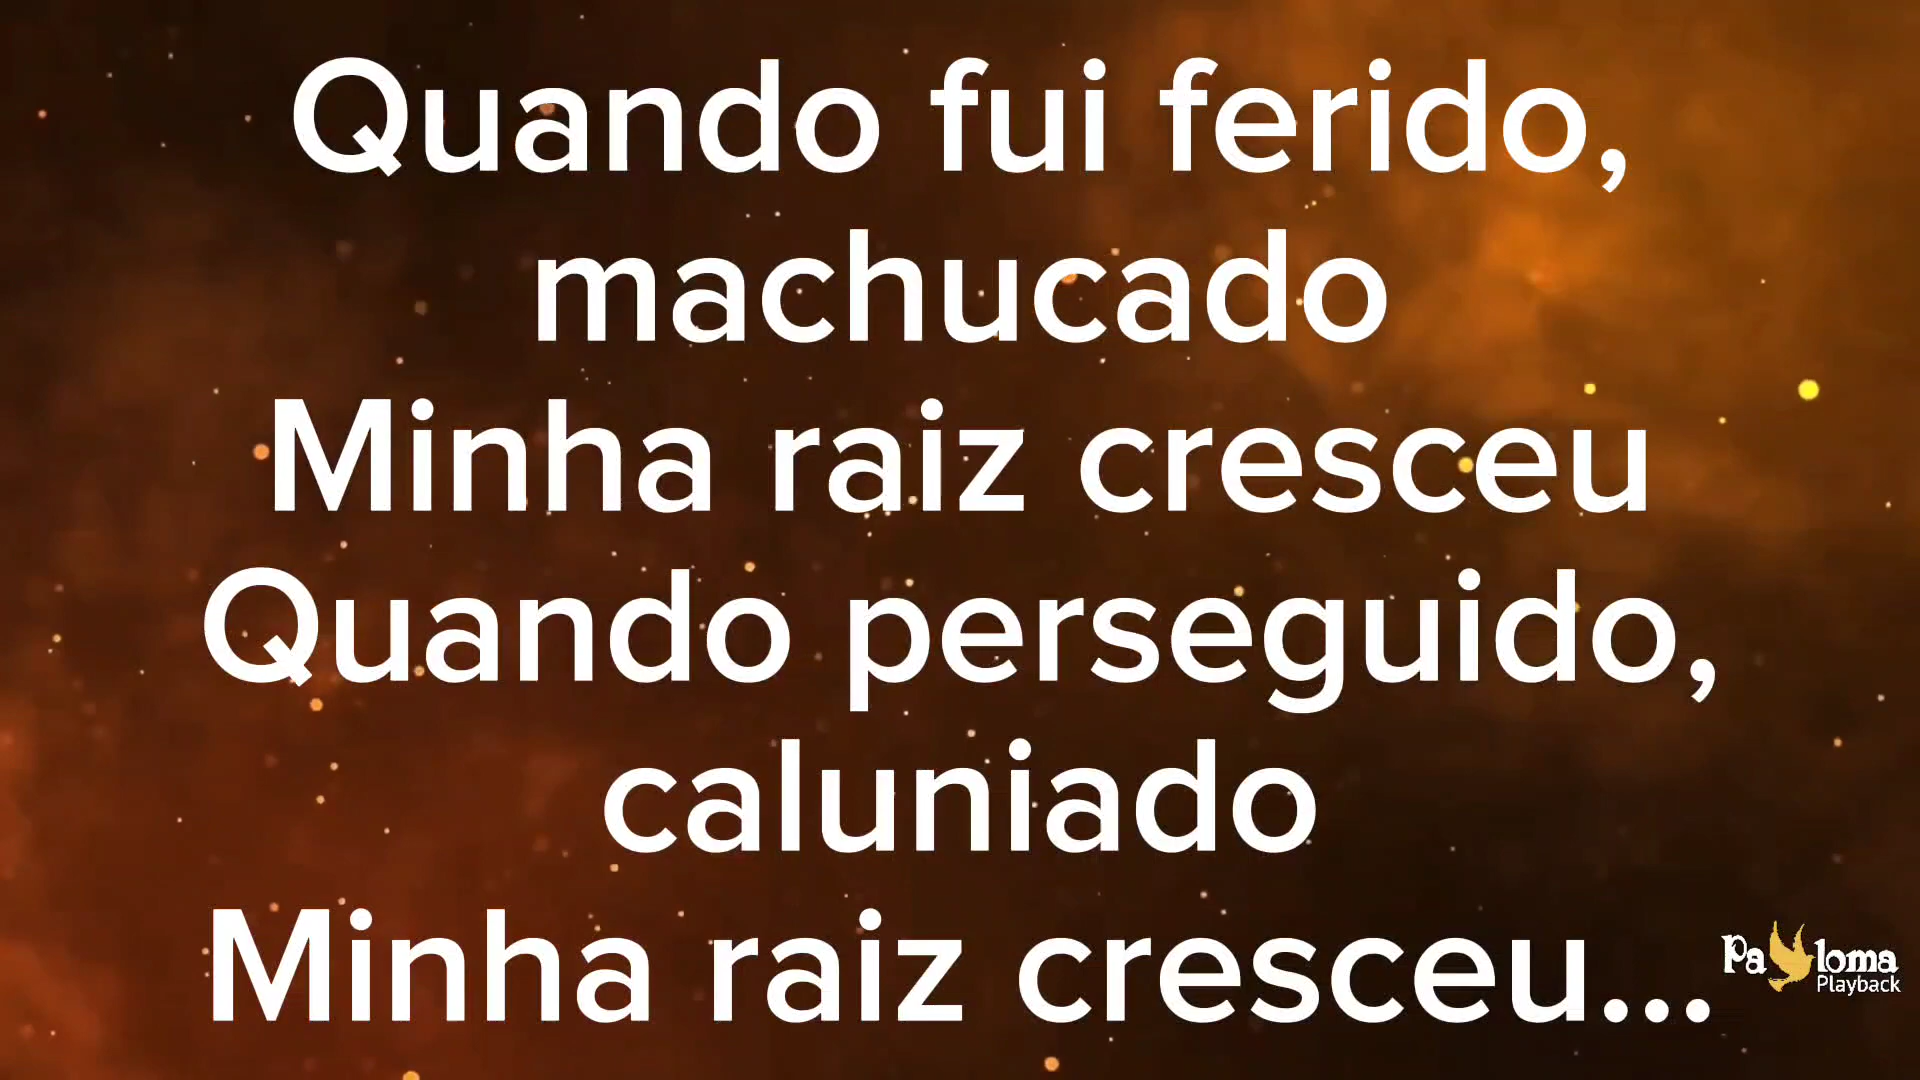 Quando fui ferido,
machucado
Minha raiz cresceu
Quando perseguido,
caluniado
Minha raiz cresceu...
Paloma
Playback